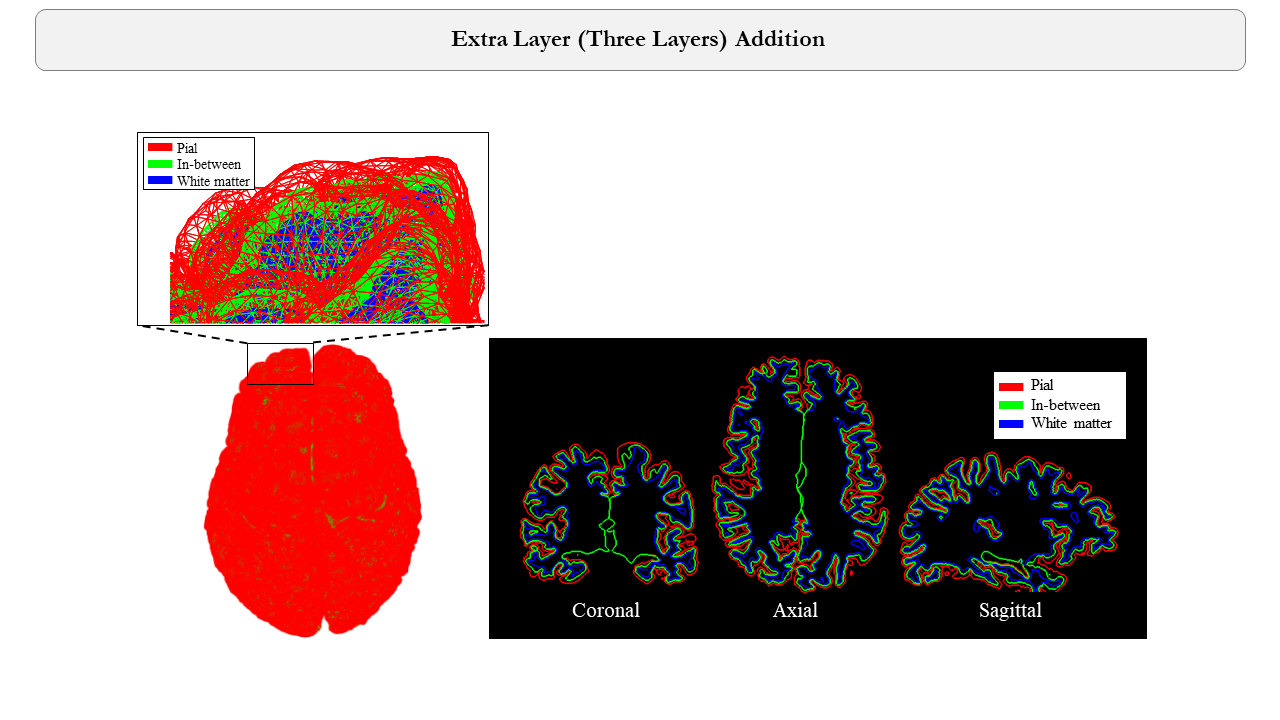 Extra Layer (Three Layers) Addition
Pial
In-between
White matter
Pial
In-between
White matter
Coronal
Axial
Sagittal